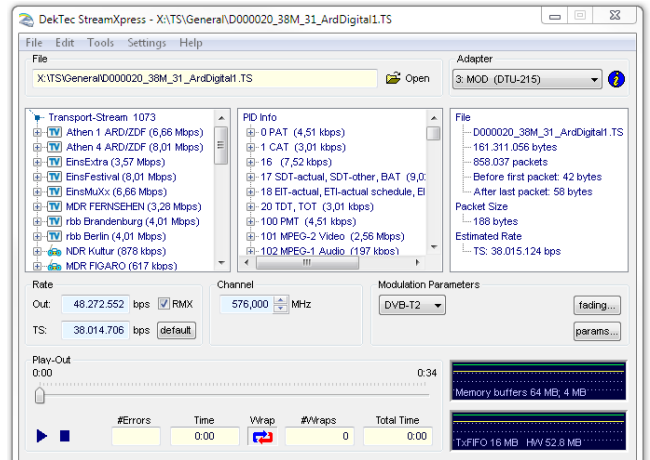 DekTec StreamXpress - X:\TS\General\D000020_38M_31_ArdDigital1.TS
File Edit Tools Settings Help
File
X:\TS\General\D000020_38M_31_ArdDigital1.TS
Open
Adapter
3: MOD (DTU-215)
Transport-Stream 1073
Athen 1 ARD/ZDF (6,66 Mbps)
Athen 4 ARD/ZDF (8,01 Mbps)
EinsExtra (3,57 Mbps)
EinsFestival (8,01 Mbps)
EinsMuXx (6,66 Mbps)
MDR FERNSEHEN (3,28 Mbps)
rbb Brandenburg (4,01 Mbps)
rbb Berlin (4,01 Mbps)
NDR Kultur (878 kbps)
MDR FIGARO (617 kbps)
PID Info
0 PAT (4,51 kbps)
1 CAT (3,01 kbps)
16 (7,52 kbps)
17 SDT-actual, SDT-other, BAT (9,0
18 EIT-actual, ETI-actual schedule, EI
20 TDT, TOT (3,01 kbps)
100 PMT (4,51 kbps)
101 MPEG-2 Video (2,56 Mbps)
102 MPEG-1 Audio (197 kbps)
File
D000020_38M_31_ArdDigital1.TS
161.311.056 bytes
858.037 packets
Before first packet: 42 bytes
After last packet: 58 bytes
Packet Size
188 bytes
Estimated Rate
TS: 38.015.124 bps
Rate
Out: 48.272.552 bps RMX
TS: 38.014.706 bps default
Channel
576,000 MHz
Modulation Parameters
DVB-T2
fading...
params...
Play-Out
0:00 0:34
#Errors Time Wrap #Wraps Total Time
0:00 0 0:00
Memory buffers 64 MB; 4 MB
TxFIFO 16 MB HW 52.8 MB